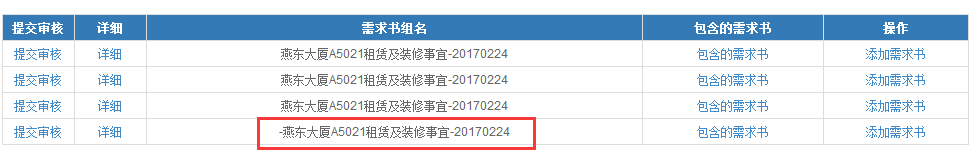 提交审核 详细 需求书组名 包含的需求书 操作
提交审核 详细 燕东大厦A5021租赁及装修事宜-20170224 包含的需求书 添加需求书
提交审核 详细 燕东大厦A5021租赁及装修事宜-20170224 包含的需求书 添加需求书
提交审核 详细 燕东大厦A5021租赁及装修事宜-20170224 包含的需求书 添加需求书
提交审核 详细 -燕东大厦A5021租赁及装修事宜-20170224 包含的需求书 添加需求书